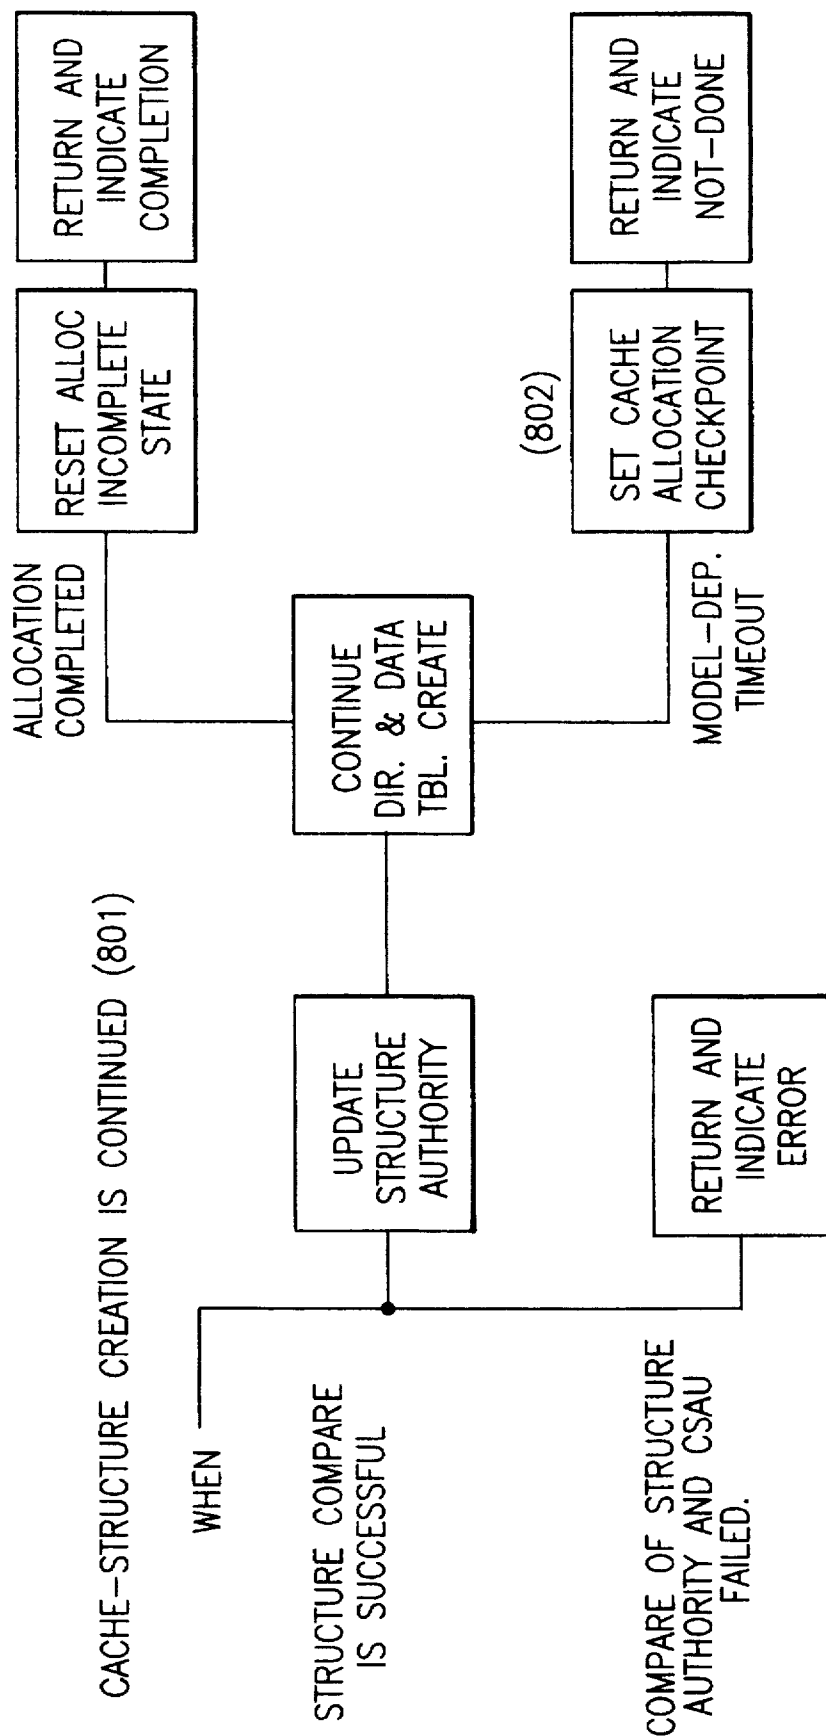 CACHE-STRUCTURE CREATION IS CONTINUED (801)
WHEN
STRUCTURE COMPARE
IS SUCCESSFUL
UPDATE
STRUCTURE
AUTHORITY
CONTINUE
DIR. & DATA
TBL. CREATE
ALLOCATION
COMPLETED
RESET ALLOC
INCOMPLETE
STATE
RETURN AND
INDICATE
COMPLETION
MODEL-DEP.
TIMEOUT
(802)
SET CACHE
ALLOCATION
CHECKPOINT
RETURN AND
INDICATE
NOT-DONE
COMPARE OF STRUCTURE
AUTHORITY AND CSAU
FAILED.
RETURN AND
INDICATE
ERROR